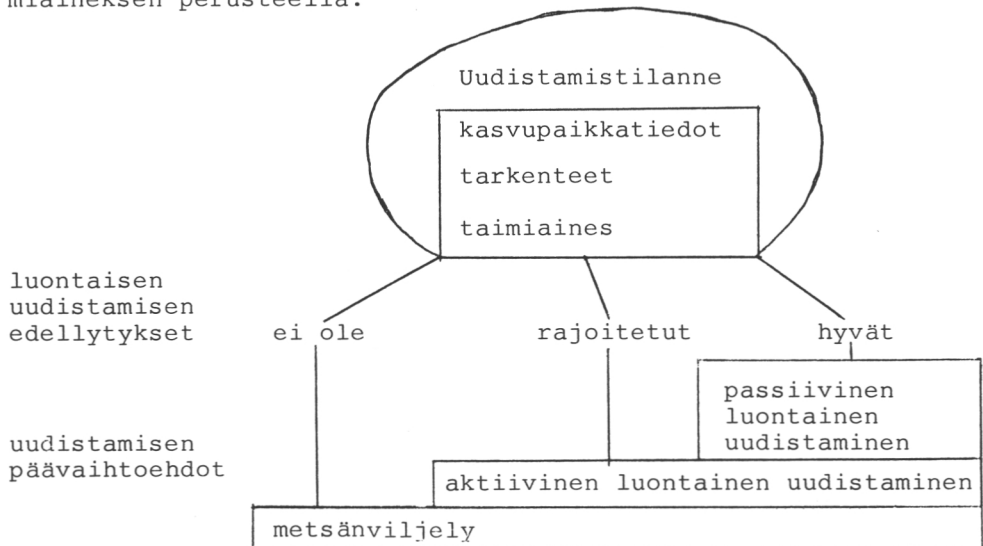 miaineksen perusteella.
Uudistamistilanne
kasvupaikkatiedot
tarkenteet
taimiaines
luontaisen
uudistamisen
edellytykset
ei ole
rajoitetut
hyvät
passiivinen
luontainen
uudistaminen
uudistamisen
päävaihtoehdot
aktiivinen luontainen uudistaminen
metsänviljely